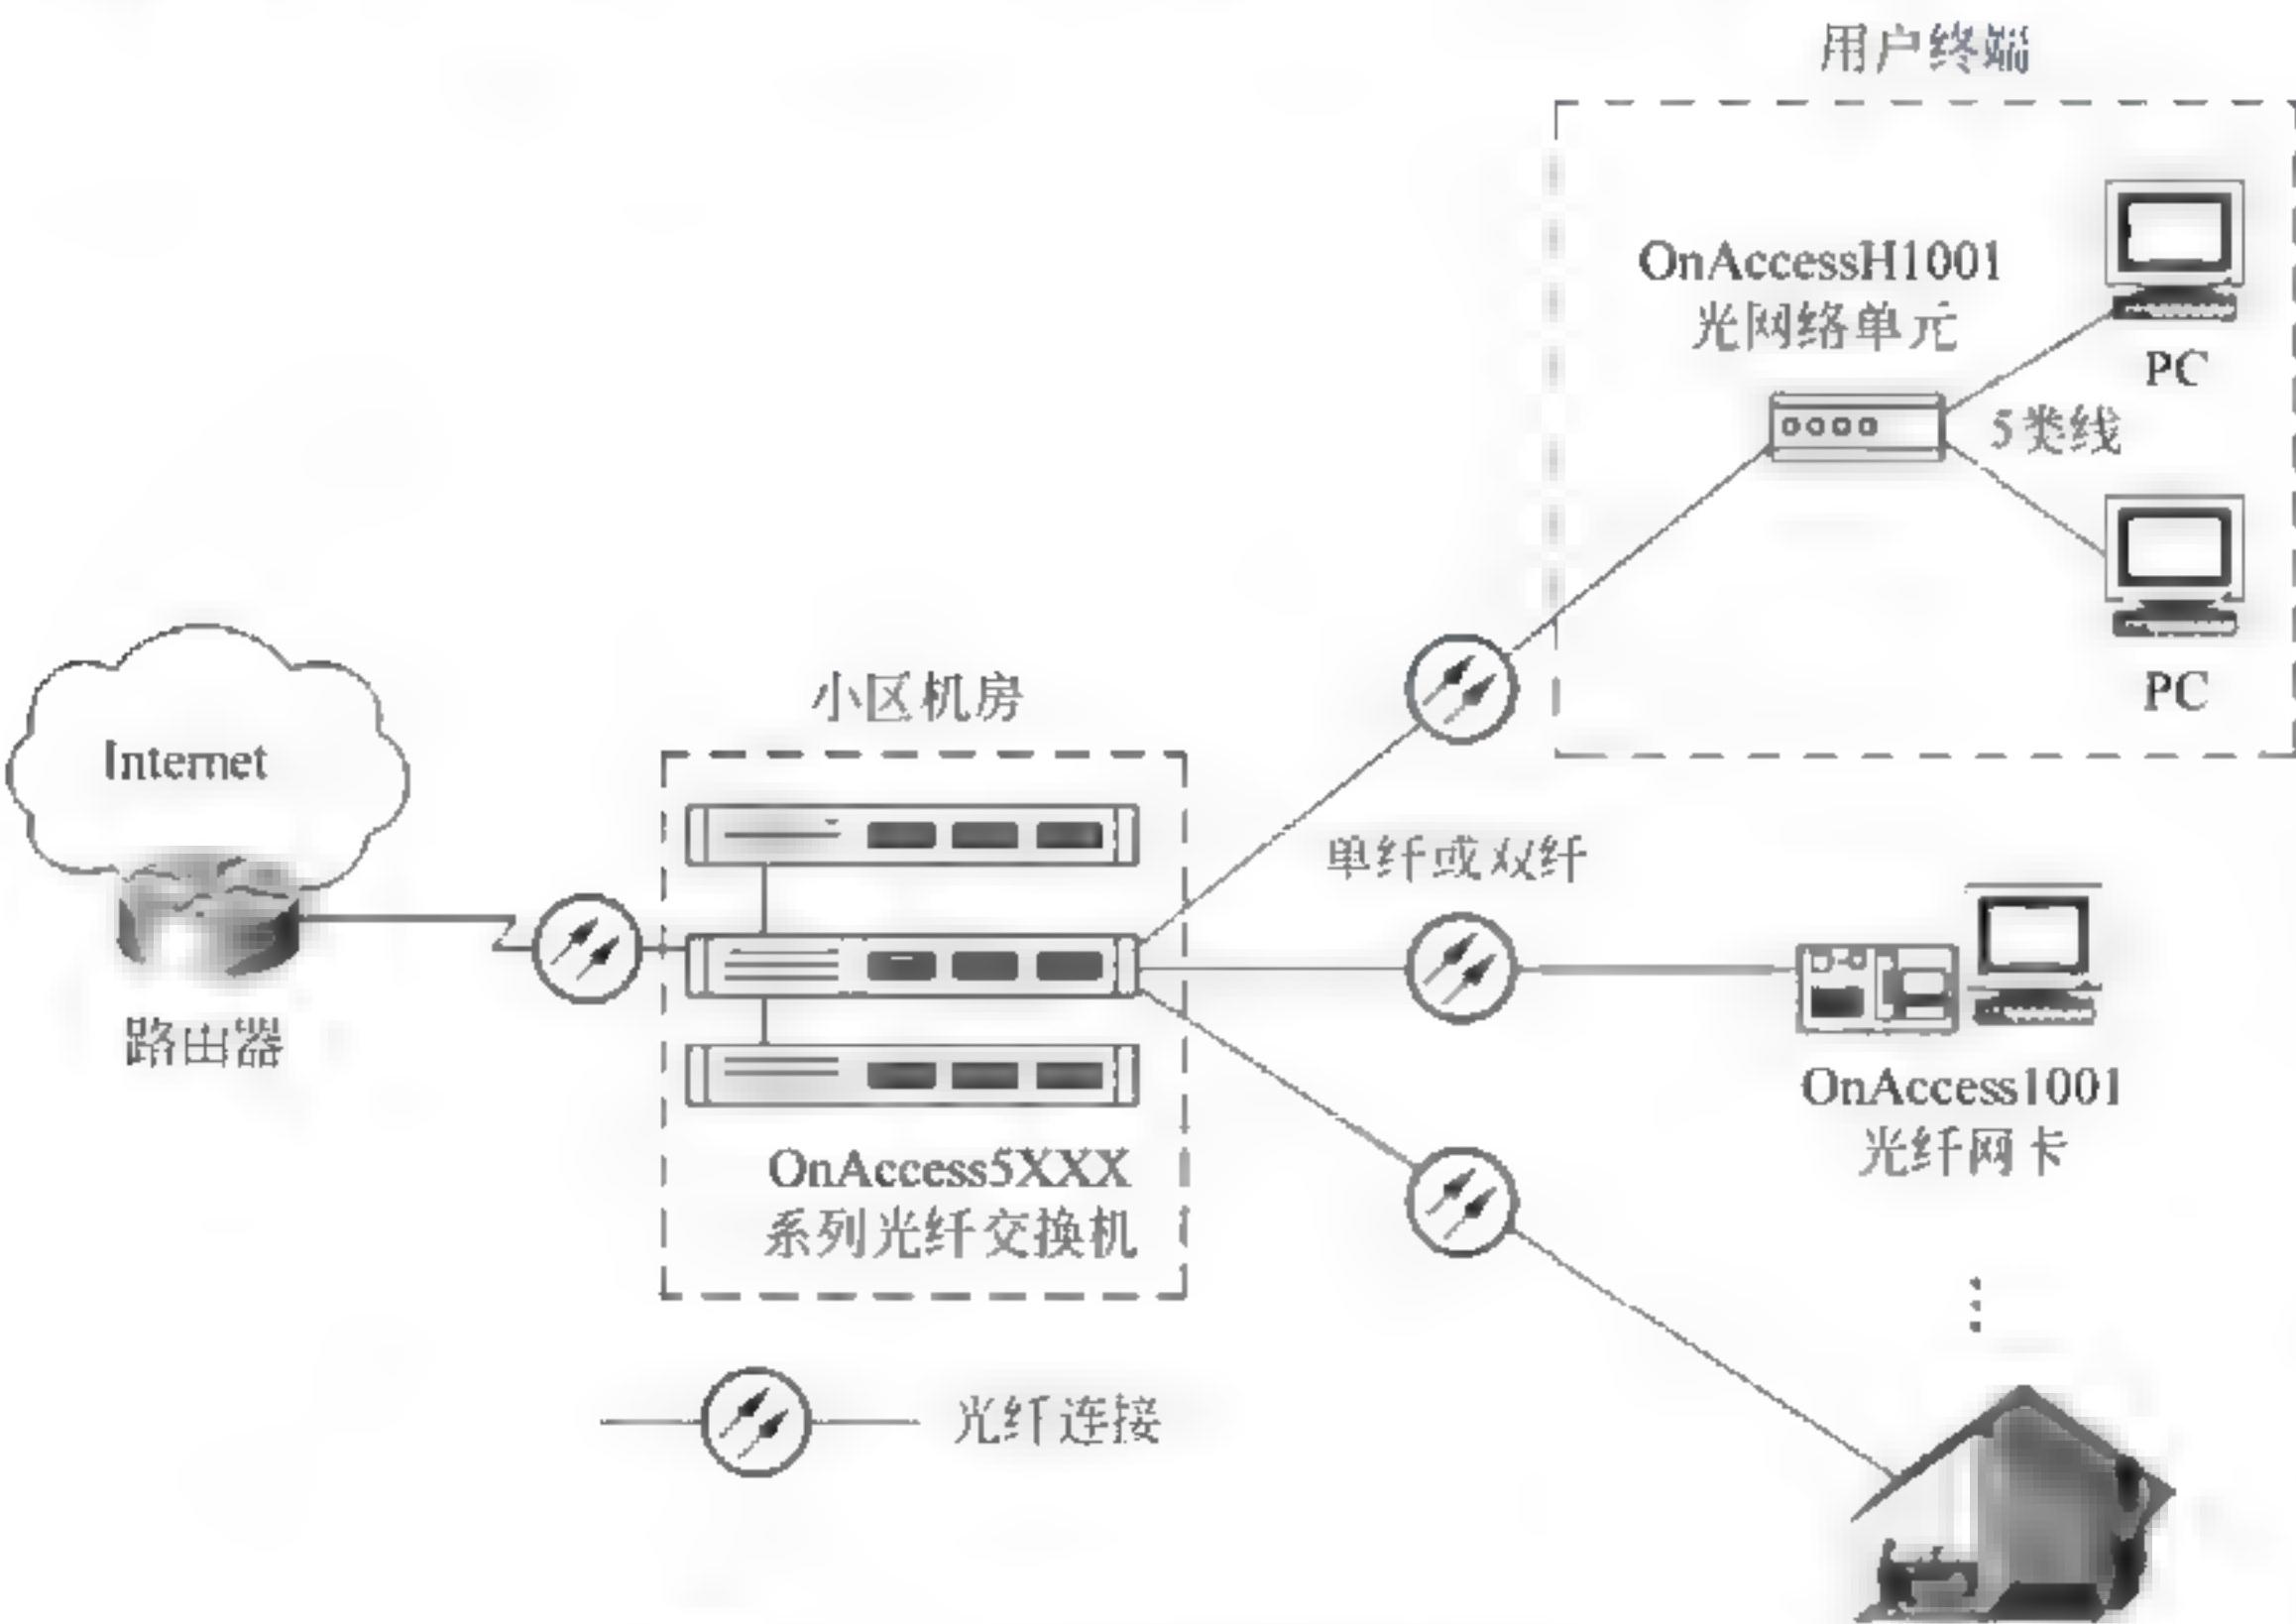 用户终端
OnAccessH1001
光网络单元
PC
5类线
PC
小区机房
Internet
单纤或双纤
路由器
OnAccess1001
光纤网卡
OnAccess5XXX
系列光纤交换机
光纤连接